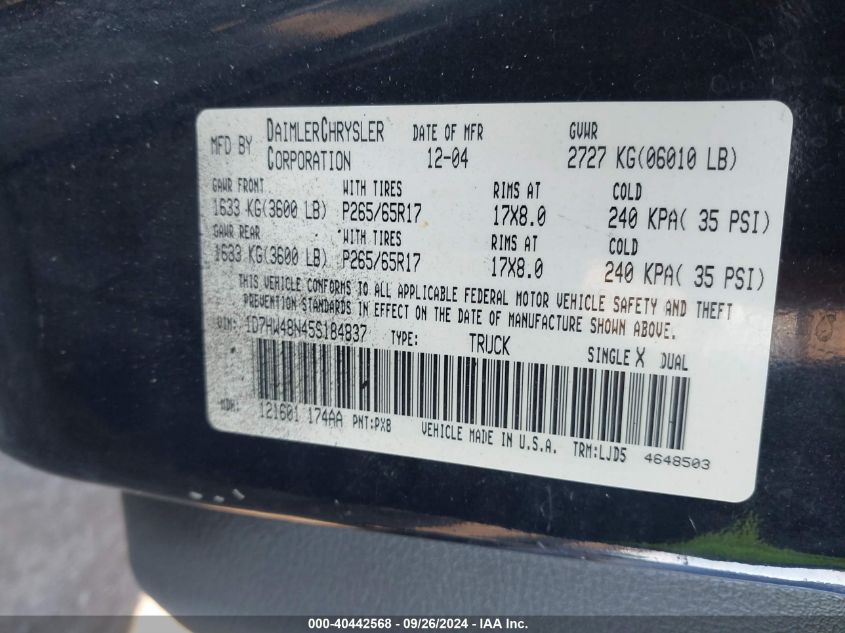 MFD BY DAIMLERCHRYSLER CORPORATION DATE OF MFR 12-04 GVWR 2727 KG(06010 LB)
GAWR FRONT WITH TIRES RIMS AT COLD
1633 KG(3600 LB) P265/65R17 17X8.0 240 KPA( 35 PSI)
GAWR REAR WITH TIRES RIMS AT COLD
1633 KG(3600 LB) P265/65R17 17X8.0 240 KPA( 35 PSI)
THIS VEHICLE CONFORMS TO ALL APPLICABLE FEDERAL MOTOR VEHICLE SAFETY AND THEFT
PREVENTION STANDARDS IN EFFECT ON THE DATE OF MANUFACTURE SHOWN ABOVE.
VIN: 1D7HW48N45S184837 TYPE: TRUCK SINGLE X DUAL
MDH: 121601 174AA PNT:PXB VEHICLE MADE IN U.S.A. TRM:LJD5 4648503
000-40442568 - 09/26/2024 - IAA Inc.